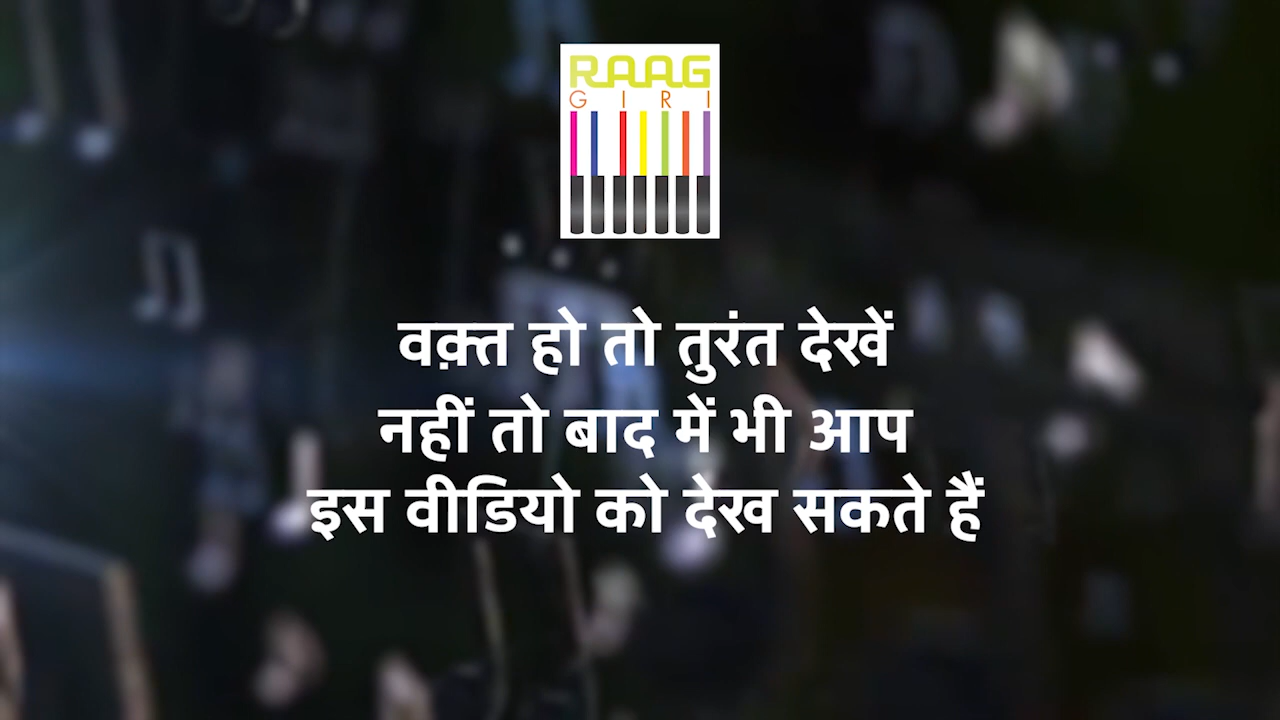 RAAG
GIRI
वक़्त हो तो तुरंत देखें
नहीं तो बाद में भी आप
इस वीडियो को देख सकते हैं